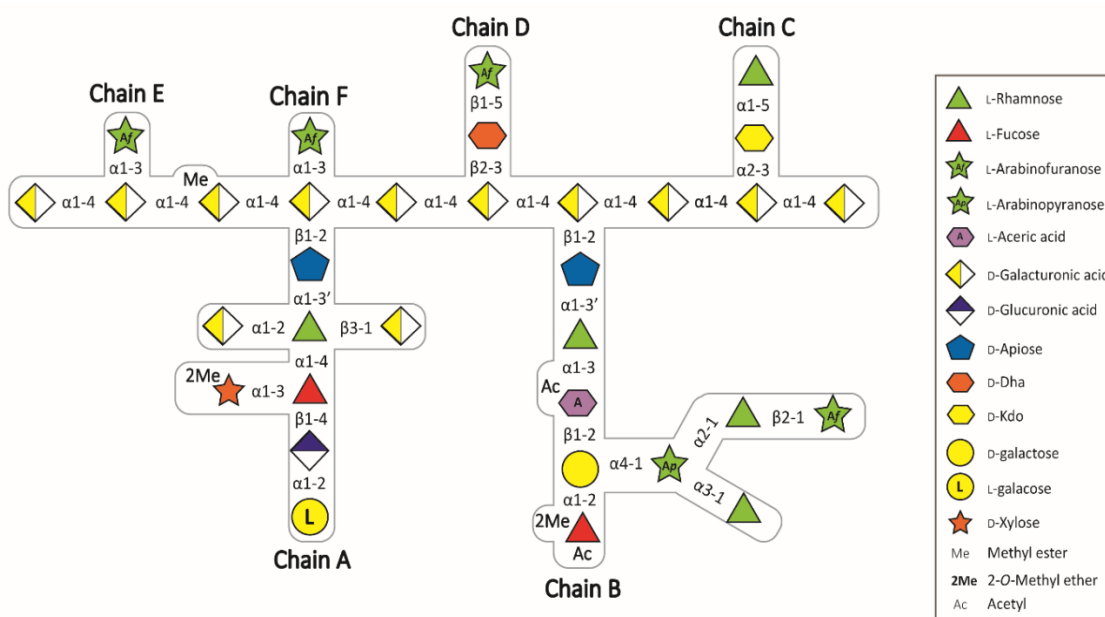 Chain D
Chain C
Af
β1-5
α1-5
Chain E
Chain F
Af
Af
α1-3
Me
α1-3
β2-3
α2-3
α1-4
α1-4
α1-4
α1-4
α1-4
α1-4
α1-4
α1-4
α1-4
β1-2
β1-2
α1-3’
α1-3’
α1-2
β3-1
α1-4
α1-3
2Me
α1-3
Ac
A
β1-4
β1-2
α2-1
β2-1
Af
α1-2
α4-1
Ap
α3-1
L
α1-2
2Me
Ac
Chain A
Chain B
L-Rhamnose
L-Fucose
Af L-Arabinofuranose
Ap L-Arabinopyranose
A L-Aceric acid
D-Galacturonic acid
D-Glucuronic acid
D-Apiose
D-Dha
D-Kdo
D-galactose
L L-galacose
D-Xylose
Me Methyl ester
2Me 2-O-Methyl ether
Ac Acetyl